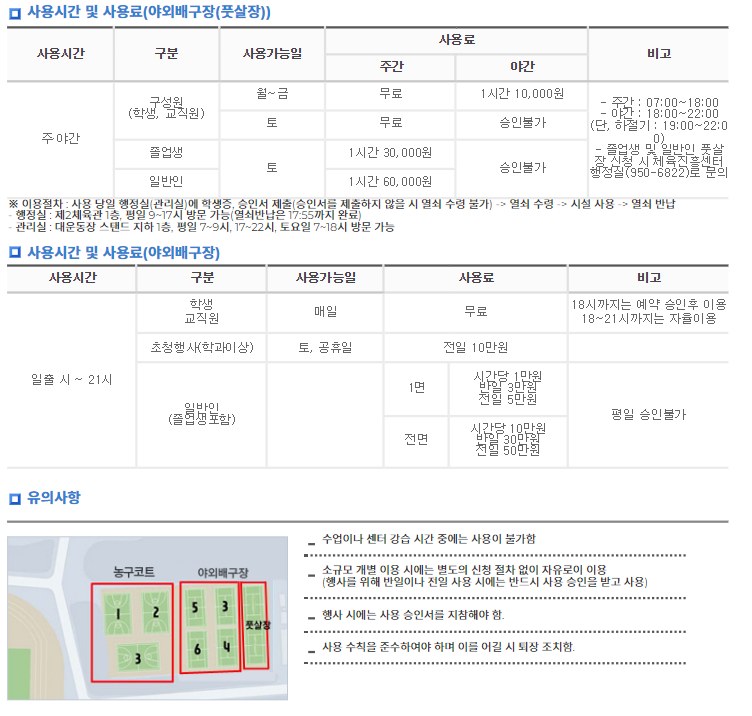 사용시간 및 사용료(야외배구장(풋살장))
사용시간 구분 사용가능일 사용료 비고
주간 야간
주·야간
구성원
(학생, 교직원)
월~금 무료 1시간 10,000원
토 무료 승인불가
졸업생 토 1시간 30,000원 승인불가
일반인 1시간 60,000원
- 주간 : 07:00~18:00
- 야간 : 18:00~22:00
(단, 하절기 : 19:00~22:0
0)
- 졸업생 및 일반인 풋살
장 신청 시 체육진흥센터
행정실(950-6822)로 문의
※ 이용절차 : 사용 당일 행정실(관리실)에 학생증, 승인서 제출(승인서를 제출하지 않을 시 열쇠 수령 불가) -> 열쇠 수령 -> 시설 사용 -> 열쇠 반납
- 행정실 : 제2체육관 1층, 평일 9~17시 방문 가능(열쇠반납은 17:55까지 완료)
- 관리실 : 대운동장 스탠드 지하 1층, 평일 7~9시, 17~22시, 토요일 7~18시 방문 가능
사용시간 및 사용료(야외배구장)
사용시간 구분 사용가능일 사용료 비고
일출 시 ~ 21시
학생
교직원
매일 무료
18시까지는 예약 승인후 이용
18~21시까지는 자율이용
초청행사(학과이상) 토, 공휴일 전일 10만원
일반인
(졸업생포함)
1면
시간당 1만원
반일 3만원
전일 5만원
전면
시간당 10만원
반일 30만원
전일 50만원
평일 승인불가
유의사항
농구코트 야외배구장
1 2 3
5 3
6 4
풋살장
- 수업이나 센터 강습 시간 중에는 사용이 불가함
- 소규모 개별 이용 시에는 별도의 신청 절차 없이 자유로이 이용
(행사를 위해 반일이나 전일 사용 시에는 반드시 사용 승인을 받고 사용)
- 행사 시에는 사용 승인서를 지참해야 함.
- 사용 수칙을 준수하여야 하며 이를 어길 시 퇴장 조치함.